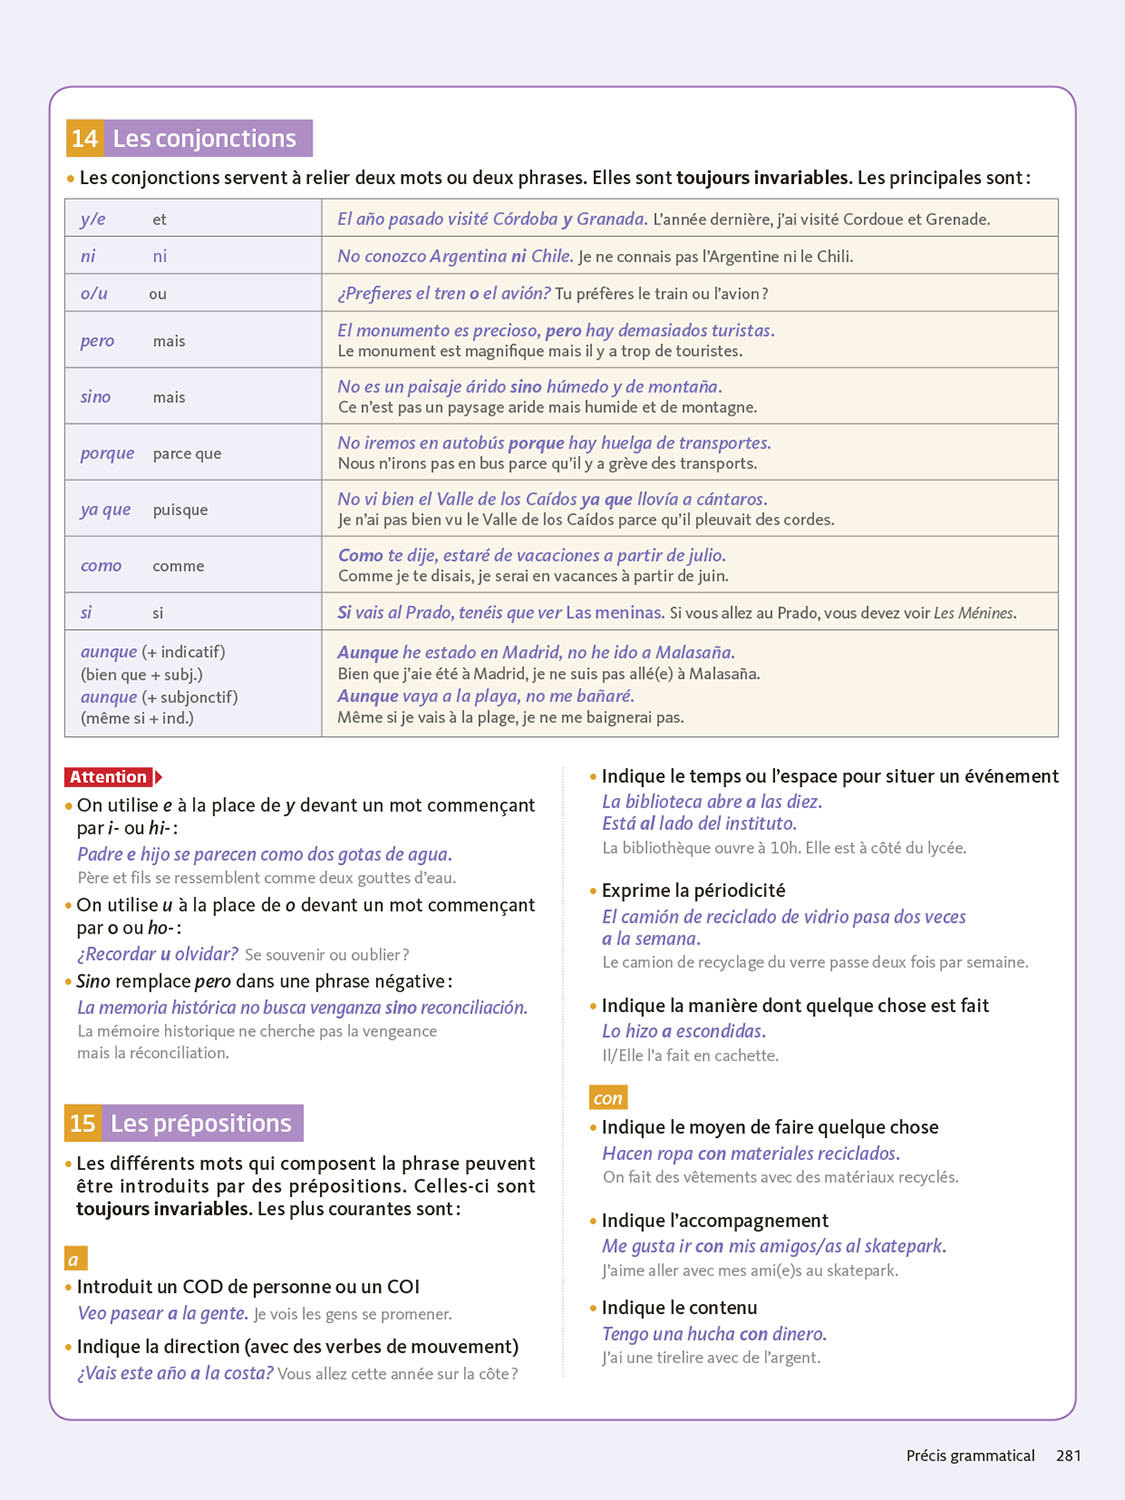 14 Les conjonctions
• Les conjonctions servent à relier deux mots ou deux phrases. Elles sont toujours invariables. Les principales sont :
y/e et El año pasado visité Córdoba y Granada. L’année dernière, j’ai visité Cordoue et Grenade.
ni ni No conozco Argentina ni Chile. Je ne connais pas l’Argentine ni le Chili.
o/u ou ¿Prefieres el tren o el avión? Tu préfères le train ou l’avion ?
pero mais El monumento es precioso, pero hay demasiados turistas.
Le monument est magnifique mais il y a trop de touristes.
sino mais No es un paisaje árido sino húmedo y de montaña.
Ce n’est pas un paysage aride mais humide et de montagne.
porque parce que No iremos en autobús porque hay huelga de transportes.
Nous n’irons pas en bus parce qu’il y a grève des transports.
ya que puisque No vi bien el Valle de los Caídos ya que llovía a cántaros.
Je n’ai pas bien vu le Valle de los Caídos parce qu’il pleuvait des cordes.
como comme Como te dije, estaré de vacaciones a partir de julio.
Comme je te disais, je serai en vacances à partir de juin.
si si Si vais al Prado, tenéis que ver Las meninas. Si vous allez au Prado, vous devez voir Les Ménines.
aunque (+ indicatif)
(bien que + subj.)
aunque (+ subjonctif)
(même si + ind.)
Aunque he estado en Madrid, no he ido a Malasaña.
Bien que j’aie été à Madrid, je ne suis pas allé(e) à Malasaña.
Aunque vaya a la playa, no me bañaré.
Même si je vais à la plage, je ne me baignerai pas.
Attention
• On utilise e à la place de y devant un mot commençant
par i- ou hi- :
Padre e hijo se parecen como dos gotas de agua.
Père et fils se ressemblent comme deux gouttes d’eau.
• On utilise u à la place de o devant un mot commençant
par o ou ho- :
¿Recordar u olvidar? Se souvenir ou oublier ?
• Sino remplace pero dans une phrase négative :
La memoria histórica no busca venganza sino reconciliación.
La mémoire historique ne cherche pas la vengeance
mais la réconciliation.
15 Les prépositions
• Les différents mots qui composent la phrase peuvent
être introduits par des prépositions. Celles-ci sont
toujours invariables. Les plus courantes sont :
a
• Introduit un COD de personne ou un COI
Veo pasear a la gente. Je vois les gens se promener.
• Indique la direction (avec des verbes de mouvement)
¿Vais este año a la costa? Vous allez cette année sur la côte ?
• Indique le temps ou l’espace pour situer un événement
La biblioteca abre a las diez.
Está al lado del instituto.
La bibliothèque ouvre à 10h. Elle est à côté du lycée.
• Exprime la périodicité
El camión de reciclado de vidrio pasa dos veces
a la semana.
Le camion de recyclage du verre passe deux fois par semaine.
• Indique la manière dont quelque chose est fait
Lo hizo a escondidas.
Il/Elle l’a fait en cachette.
con
• Indique le moyen de faire quelque chose
Hacen ropa con materiales reciclados.
On fait des vêtements avec des matériaux recyclés.
• Indique l’accompagnement
Me gusta ir con mis amigos/as al skatepark.
J’aime aller avec mes ami(e)s au skatepark.
• Indique le contenu
Tengo una hucha con dinero.
J’ai une tirelire avec de l’argent.
Précis grammatical 281